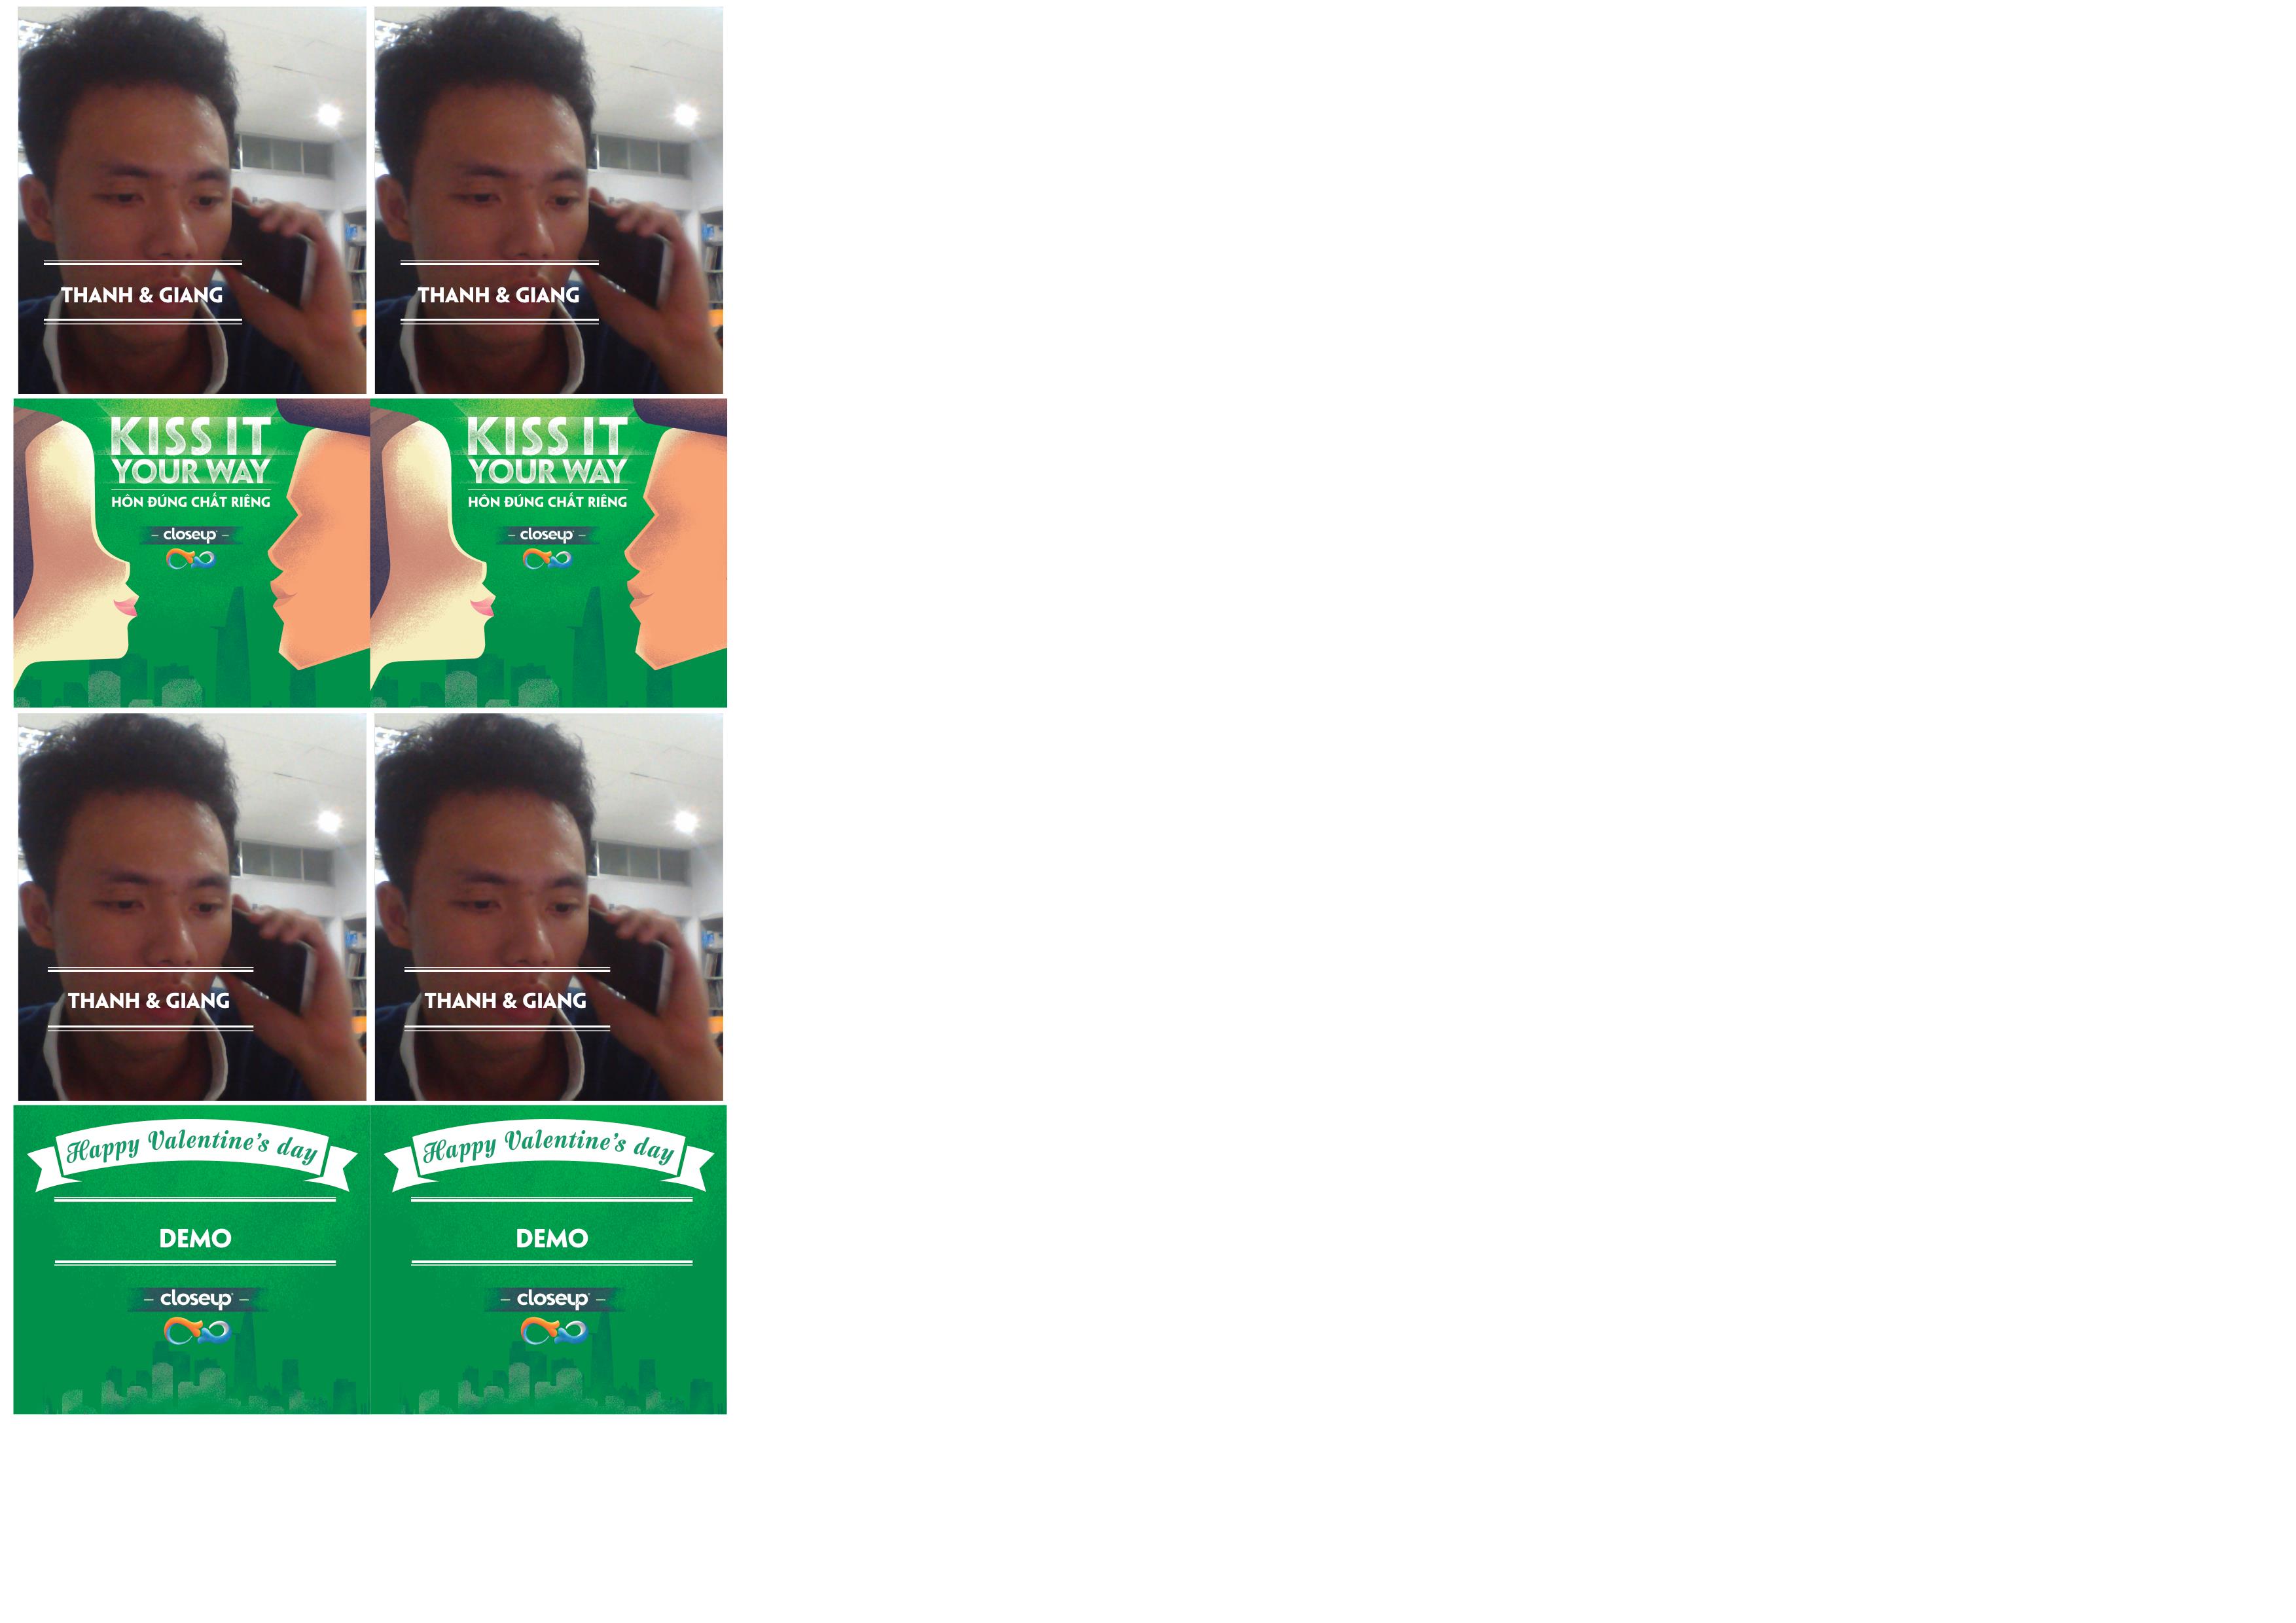 THANH & GIANG
THANH & GIANG
KISS IT
YOUR WAY
HÔN ĐÚNG CHẤT RIÊNG
closeup
KISS IT
YOUR WAY
HÔN ĐÚNG CHẤT RIÊNG
closeup
THANH & GIANG
THANH & GIANG
Happy Valentine's day
DEMO
closeup
Happy Valentine's day
DEMO
closeup